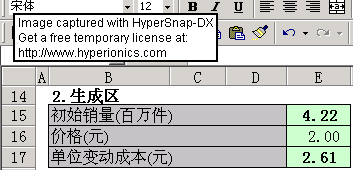 宋体
12
B
Image captured with HyperSnap-DX
Get a free temporary license at:
http://www.hyperionics.com
A B C D E
14 2.生成区
15 初始销量(百万件) 4.22
16 价格(元) 2.00
17 单位变动成本(元) 2.61